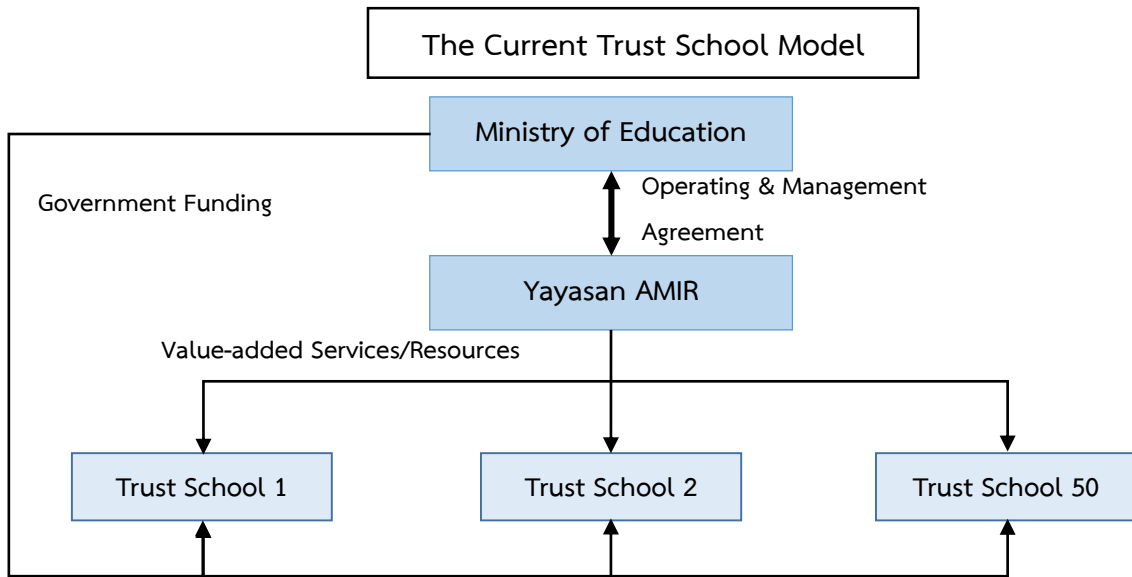 The Current Trust School Model
Ministry of Education
Government Funding
Operating & Management
Agreement
Yayasan AMIR
Value-added Services/Resources
Trust School 1
Trust School 2
Trust School 50